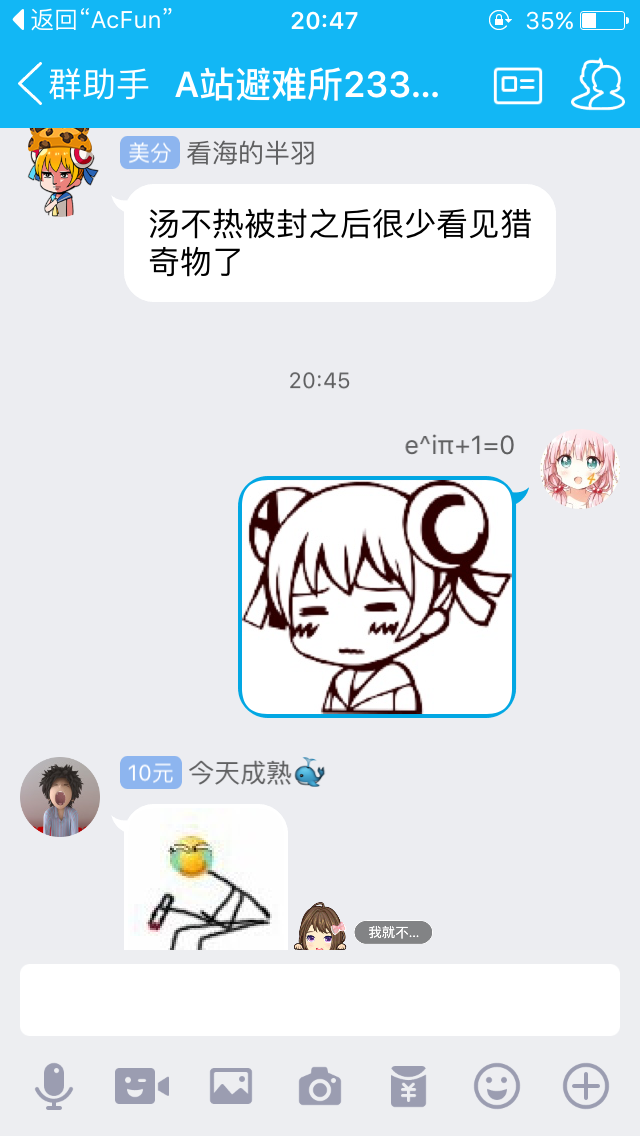 返回“AcFun”
20:47
35%
群助手
A站避难所233...
美分 看海的半羽
汤不热被封之后很少看见猎
奇物了
20:45
e^iπ+1=0
10元 今天成熟🐳
我就不...